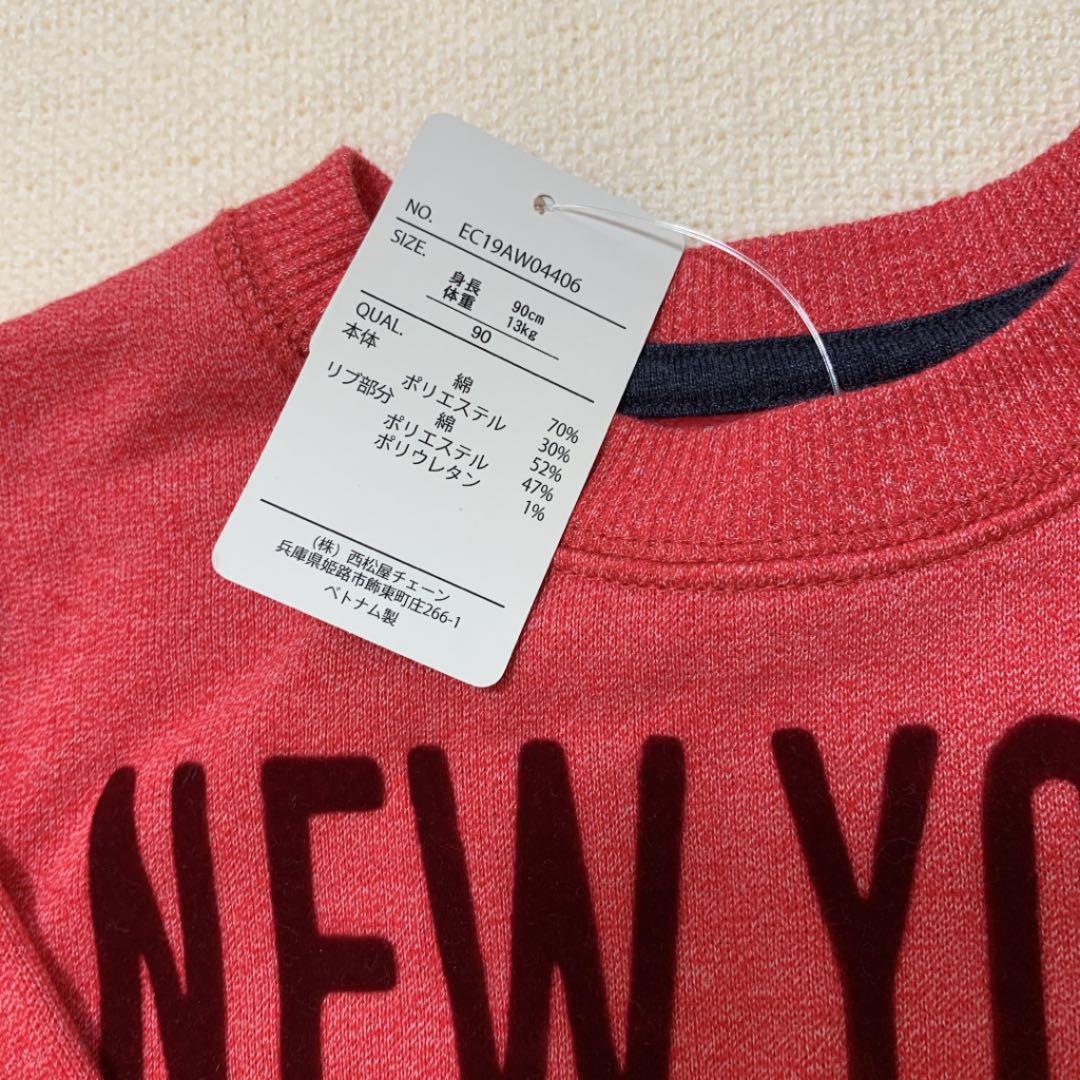 NO. EC19AW04406
SIZE.
身長 90cm
体重 13kg
90
QUAL.
本体 綿 70%
ポリエステル 30%
リブ部分 綿 52%
ポリエステル 47%
ポリウレタン 1%
(株) 西松屋チェーン
兵庫県姫路市飾東町庄266-1
ベトナム製
NEW YO